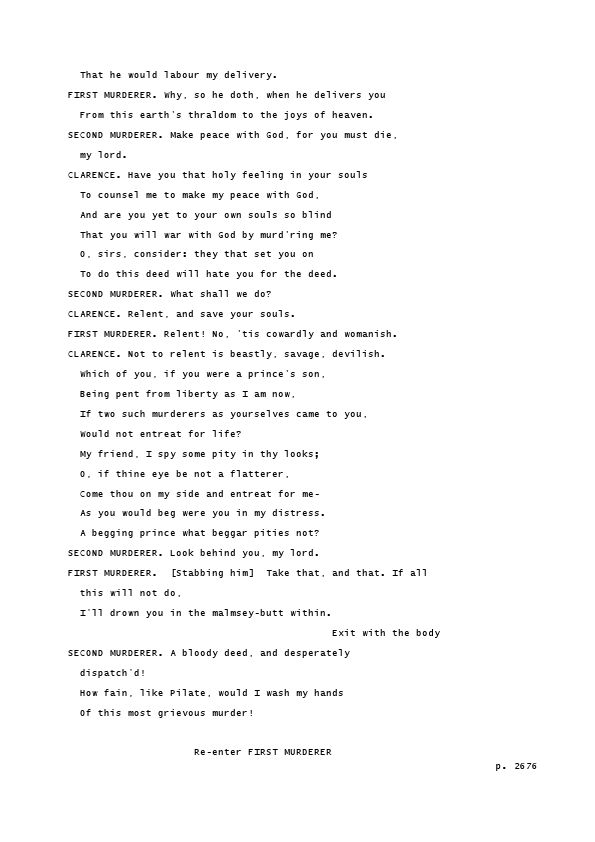 That he would labour my delivery.
FIRST MURDERER. Why, so he doth, when he delivers you
From this earth's thraldom to the joys of heaven.
SECOND MURDERER. Make peace with God, for you must die,
my lord.
CLARENCE. Have you that holy feeling in your souls
To counsel me to make my peace with God,
And are you yet to your own souls so blind
That you will war with God by murd'ring me?
O, sirs, consider: they that set you on
To do this deed will hate you for the deed.
SECOND MURDERER. What shall we do?
CLARENCE. Relent, and save your souls.
FIRST MURDERER. Relent! No, 'tis cowardly and womanish.
CLARENCE. Not to relent is beastly, savage, devilish.
Which of you, if you were a prince's son,
Being pent from liberty as I am now,
If two such murderers as yourselves came to you,
Would not entreat for life?
My friend, I spy some pity in thy looks;
O, if thine eye be not a flatterer,
Come thou on my side and entreat for me-
As you would beg were you in my distress.
A begging prince what beggar pities not?
SECOND MURDERER. Look behind you, my lord.
FIRST MURDERER.  [Stabbing him]  Take that, and that. If all
this will not do,
I'll drown you in the malmsey-butt within.
Exit with the body
SECOND MURDERER. A bloody deed, and desperately
dispatch'd!
How fain, like Pilate, would I wash my hands
Of this most grievous murder!
Re-enter FIRST MURDERER
p. 2676